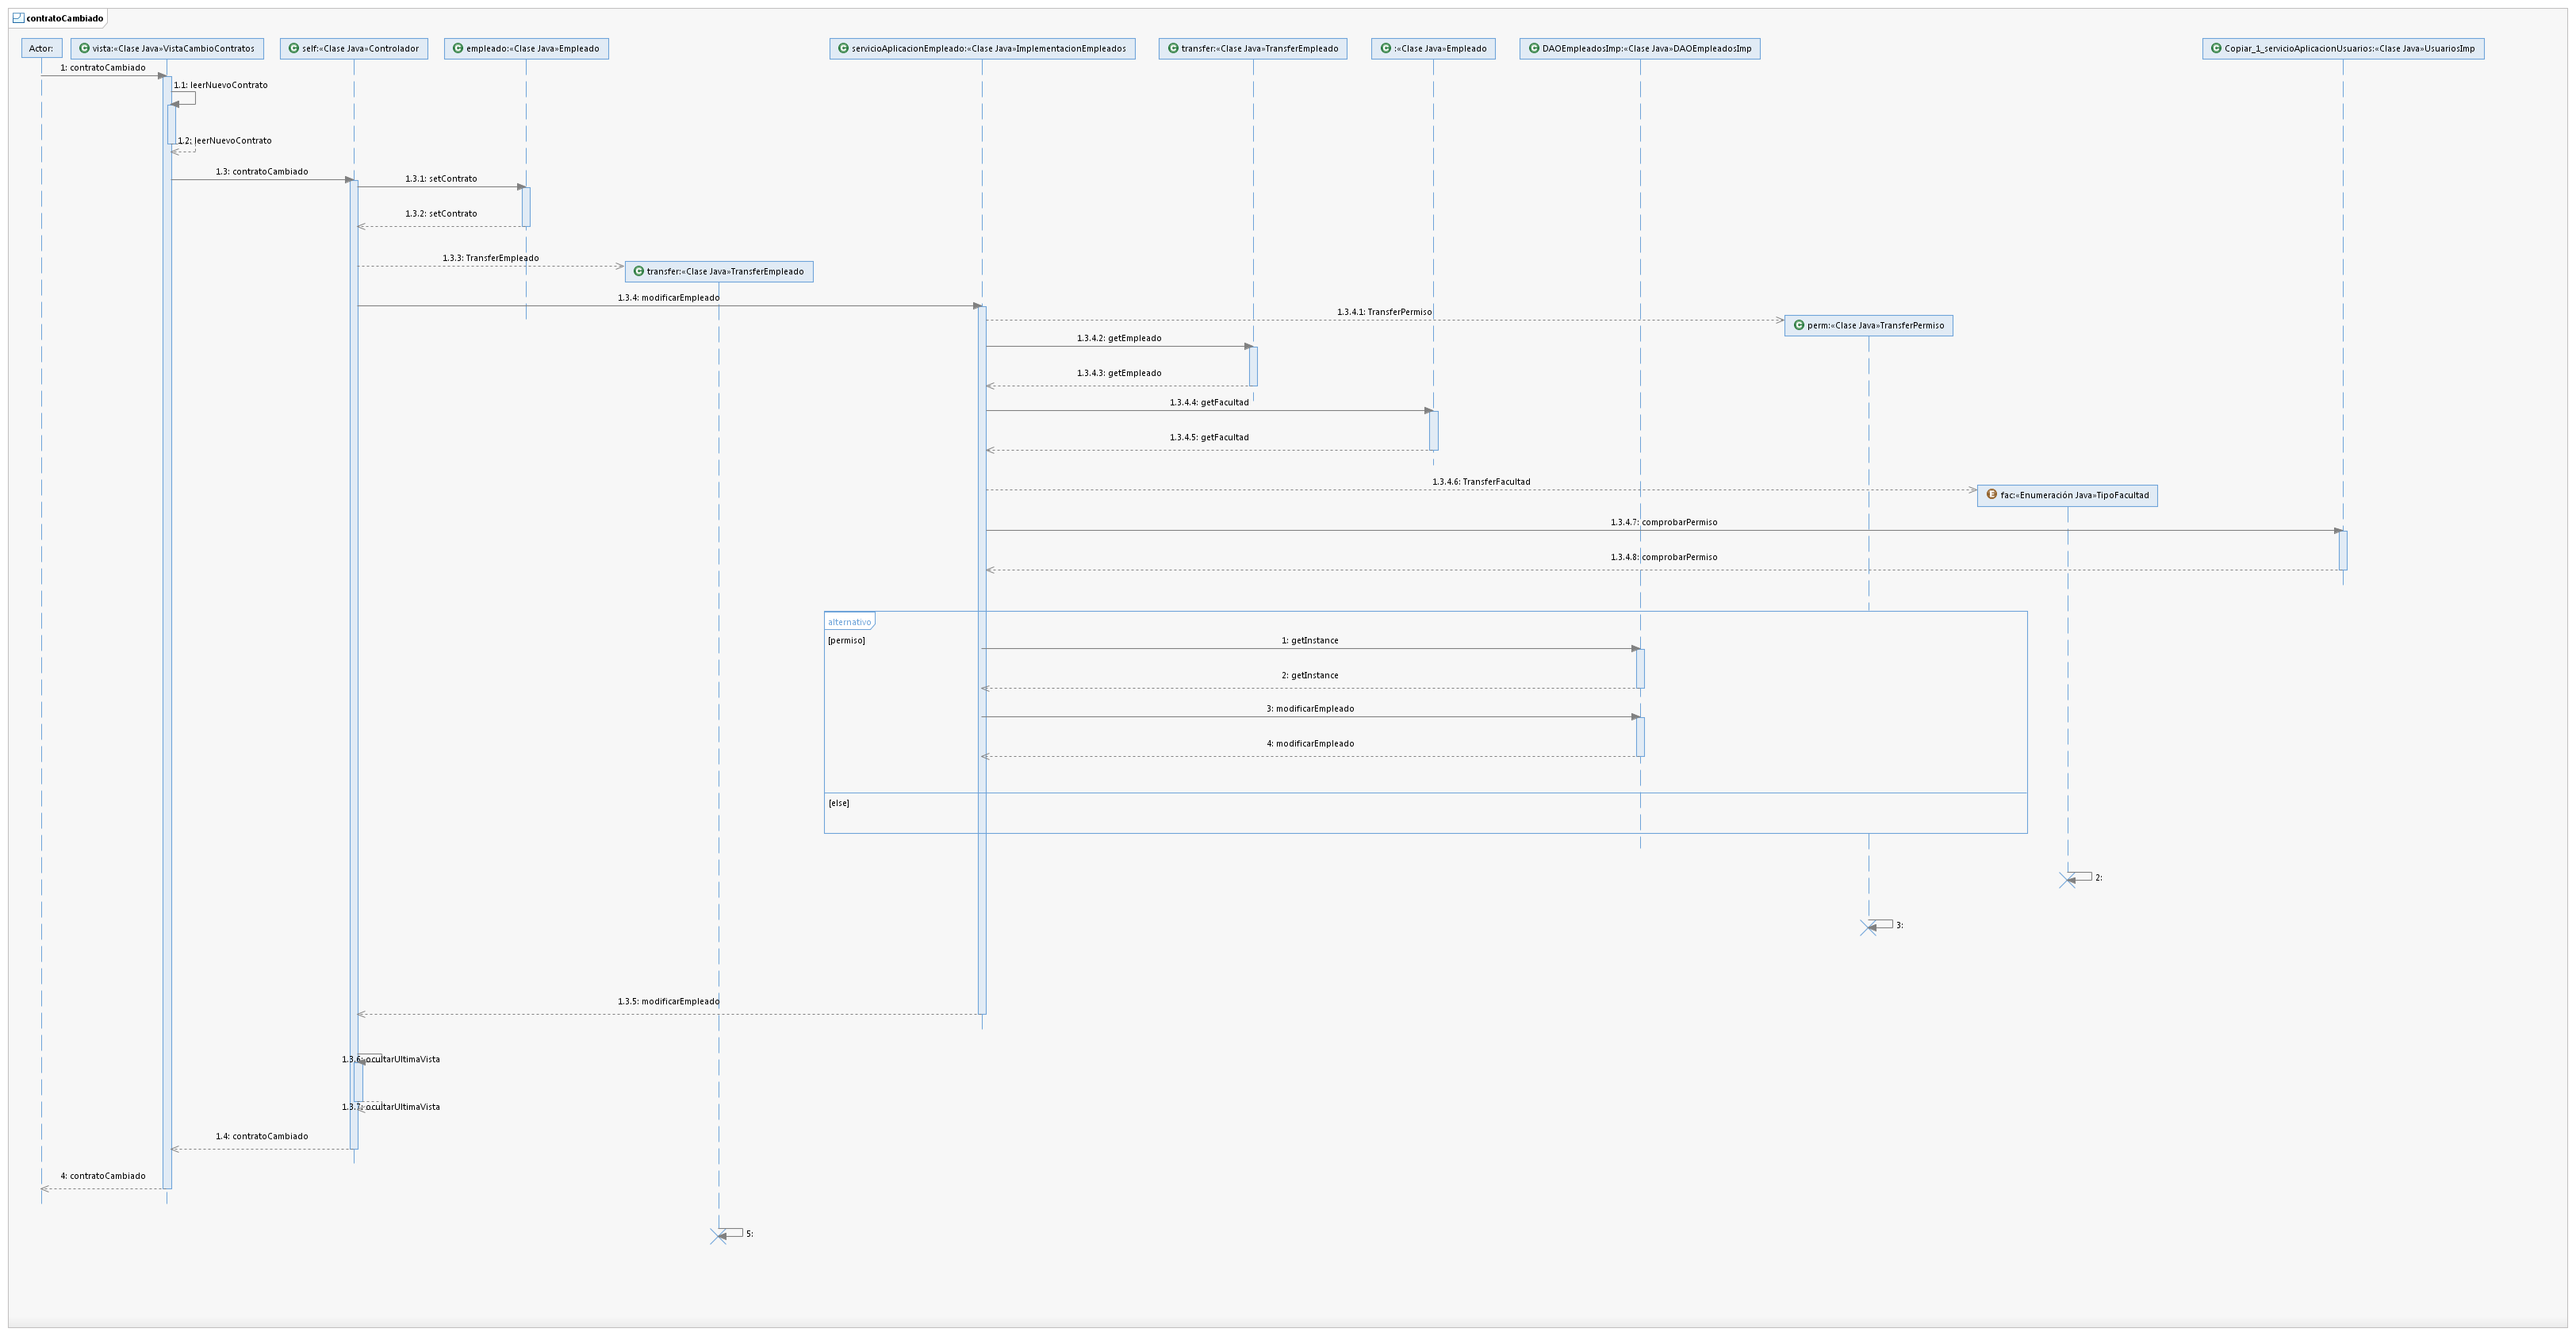 contratoCambiado
Actor:
vista:«Clase Java»VistaCambioContratos
self:«Clase Java»Controlador
empleado:«Clase Java»Empleado
servicioAplicacionEmpleado:«Clase Java»ImplementacionEmpleados
transfer:«Clase Java»TransferEmpleado
:«Clase Java»Empleado
DAOEmpleadosImp:«Clase Java»DAOEmpleadosImp
Copiar_1_servicioAplicacionUsuarios:«Clase Java»UsuariosImp
1: contratoCambiado
1.1: leerNuevoContrato
1.2: leerNuevoContrato
1.3: contratoCambiado
1.3.1: setContrato
1.3.2: setContrato
1.3.3: TransferEmpleado
transfer:«Clase Java»TransferEmpleado
1.3.4: modificarEmpleado
1.3.4.1: TransferPermiso
perm:«Clase Java»TransferPermiso
1.3.4.2: getEmpleado
1.3.4.3: getEmpleado
1.3.4.4: getFacultad
1.3.4.5: getFacultad
1.3.4.6: TransferFacultad
fac:«Enumeración Java»TipoFacultad
1.3.4.7: comprobarPermiso
1.3.4.8: comprobarPermiso
alternativo
[permiso]
1: getInstance
2: getInstance
3: modificarEmpleado
4: modificarEmpleado
[else]
2:
3:
1.3.5: modificarEmpleado
1.3.6: ocultarUltimaVista
1.3.7: ocultarUltimaVista
1.4: contratoCambiado
4: contratoCambiado
5: